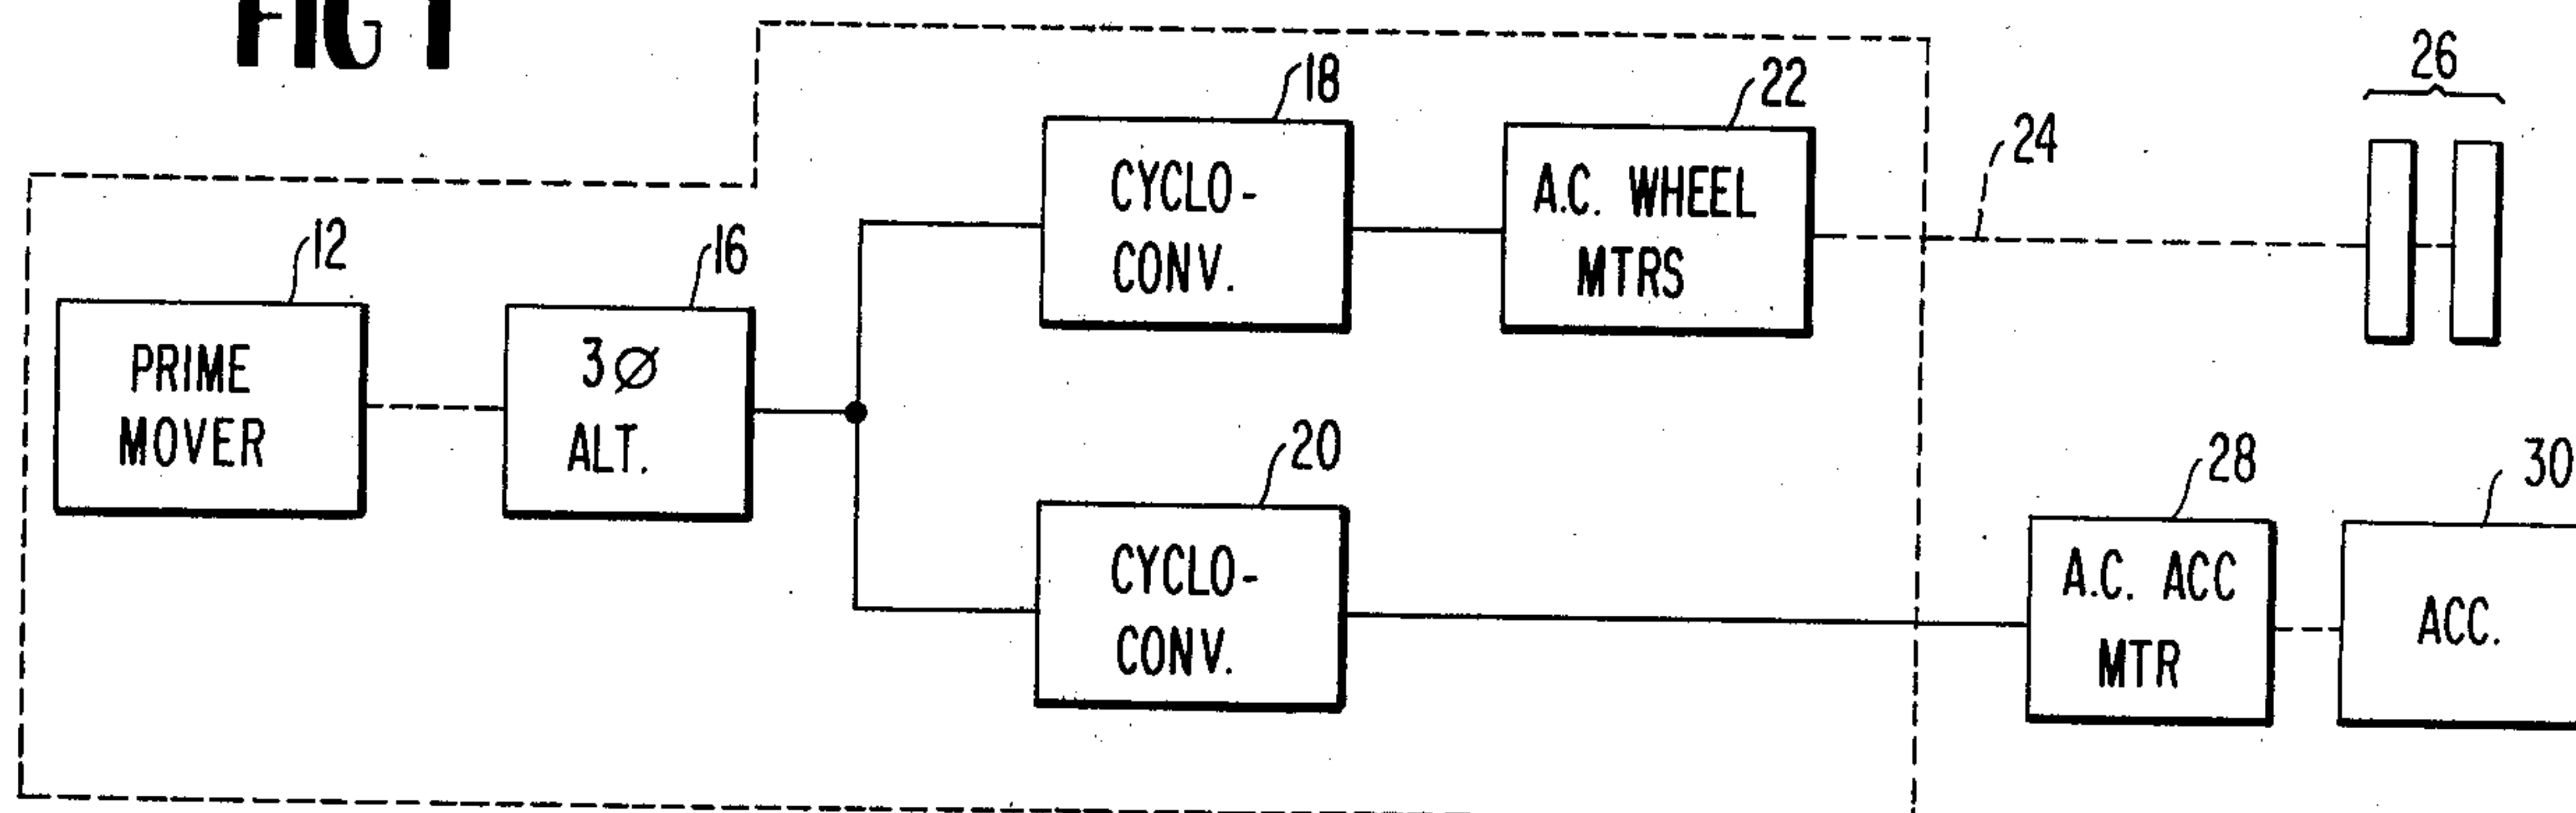 FIG 1
26
18
22
24
CYCLO-
CONV.
A.C. WHEEL
MTRS
12
16
PRIME
MOVER
3Ø
ALT.
20
28
30
CYCLO-
CONV.
A.C. ACC
MTR
ACC.